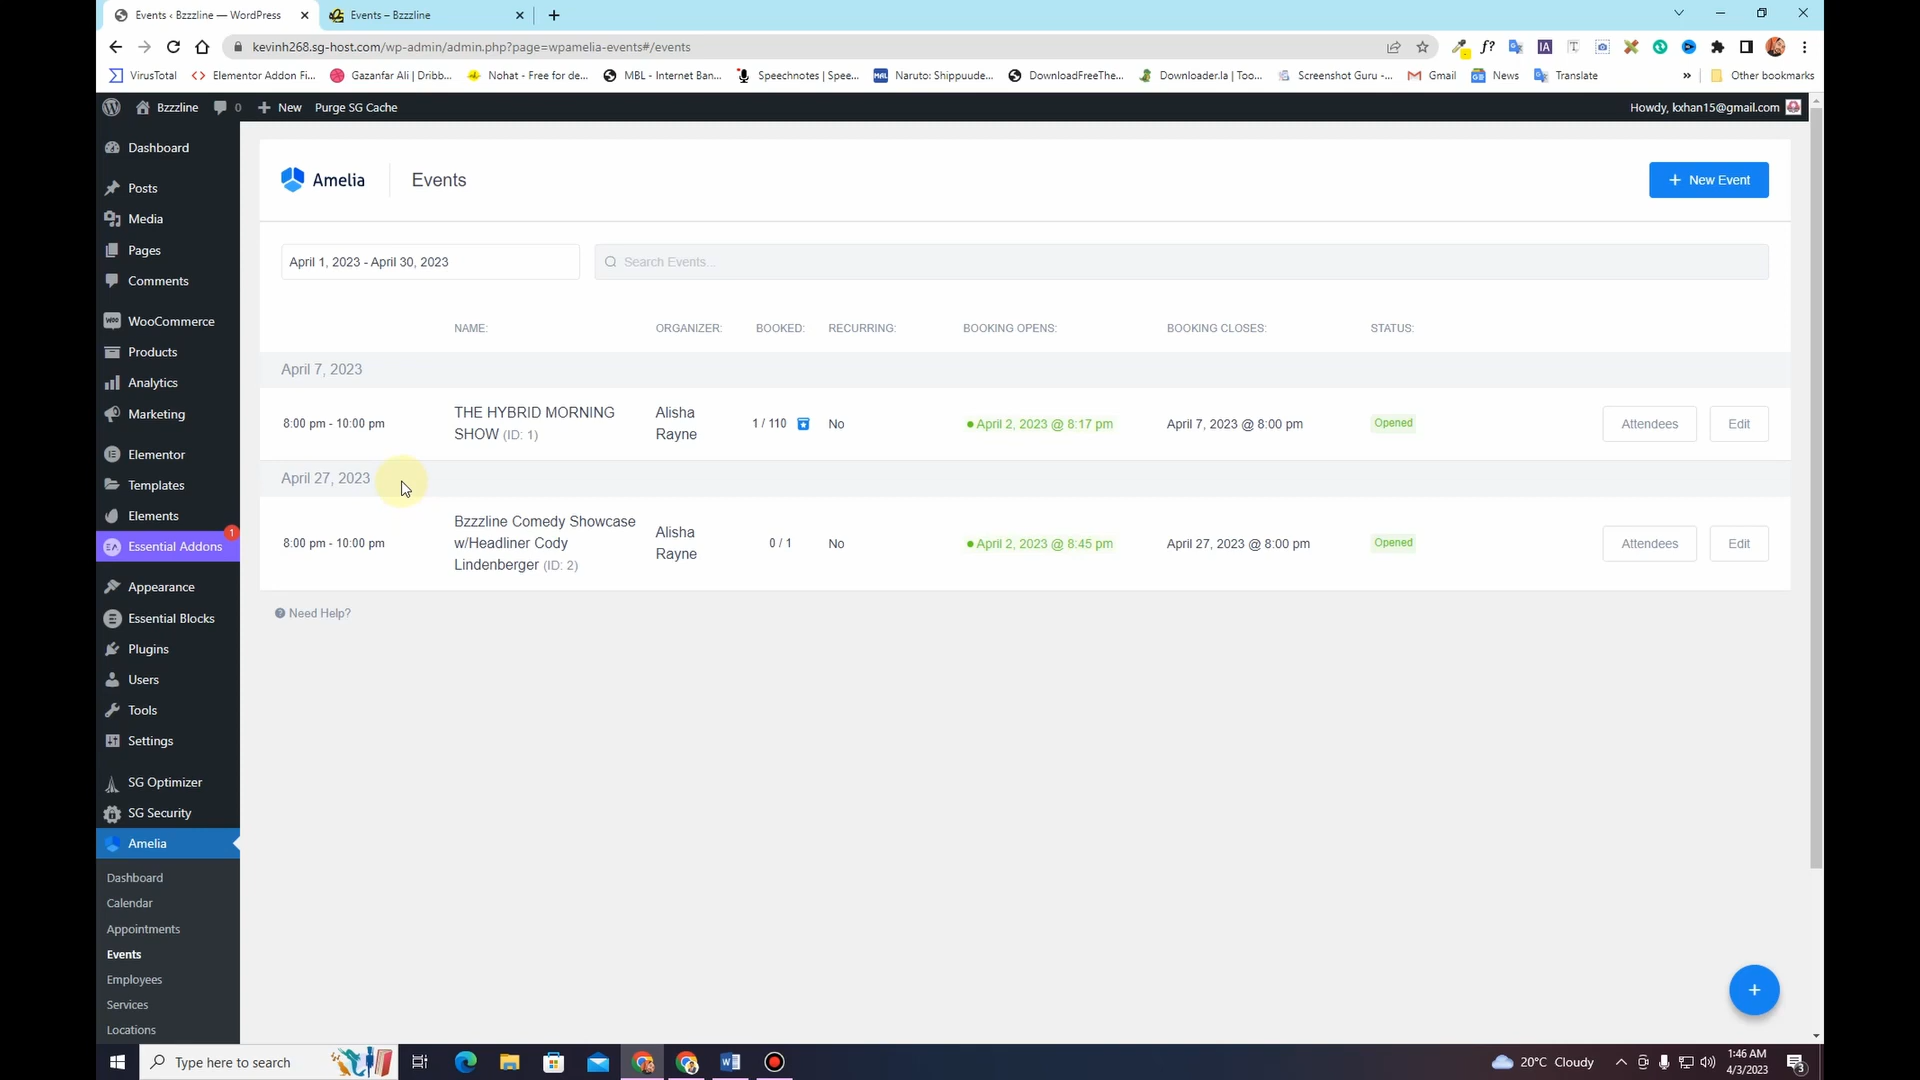 Events ‹ Bzzzline — WordPress
Events – Bzzzline
kevinh268.sg-host.com/wp-admin/admin.php?page=wpamelia-events#/events
VirusTotal
Elementor Addon Fi...
Gazanfar Ali | Dribb...
Nohat - Free for de...
MBL - Internet Ban...
Speechnotes | Spee...
Naruto: Shippuude...
DownloadFreeThe...
Downloader.la | Too...
Screenshot Guru -...
Gmail
News
Translate
»
Other bookmarks
Bzzzline
0
New
Purge SG Cache
Howdy, kxhan15@gmail.com
Dashboard
Posts
Media
Pages
Comments
WooCommerce
Products
Analytics
Marketing
Elementor
Templates
Elements
Essential Addons
1
Appearance
Essential Blocks
Plugins
Users
Tools
Settings
SG Optimizer
SG Security
Amelia
Dashboard
Calendar
Appointments
Events
Employees
Services
Locations
Amelia
Events
+ New Event
April 1, 2023 - April 30, 2023
Search Events...
NAME: ORGANIZER: BOOKED: RECURRING: BOOKING OPENS: BOOKING CLOSES: STATUS:
April 7, 2023
8:00 pm - 10:00 pm
THE HYBRID MORNING
SHOW (ID: 1)
Alisha
Rayne
1 / 110
No
April 2, 2023 @ 8:17 pm
April 7, 2023 @ 8:00 pm
Opened
Attendees
Edit
April 27, 2023
8:00 pm - 10:00 pm
Bzzzline Comedy Showcase
w/Headliner Cody
Lindenberger (ID: 2)
Alisha
Rayne
0 / 1
No
April 2, 2023 @ 8:45 pm
April 27, 2023 @ 8:00 pm
Opened
Attendees
Edit
Need Help?
Type here to search
20°C Cloudy
1:46 AM
4/3/2023
3